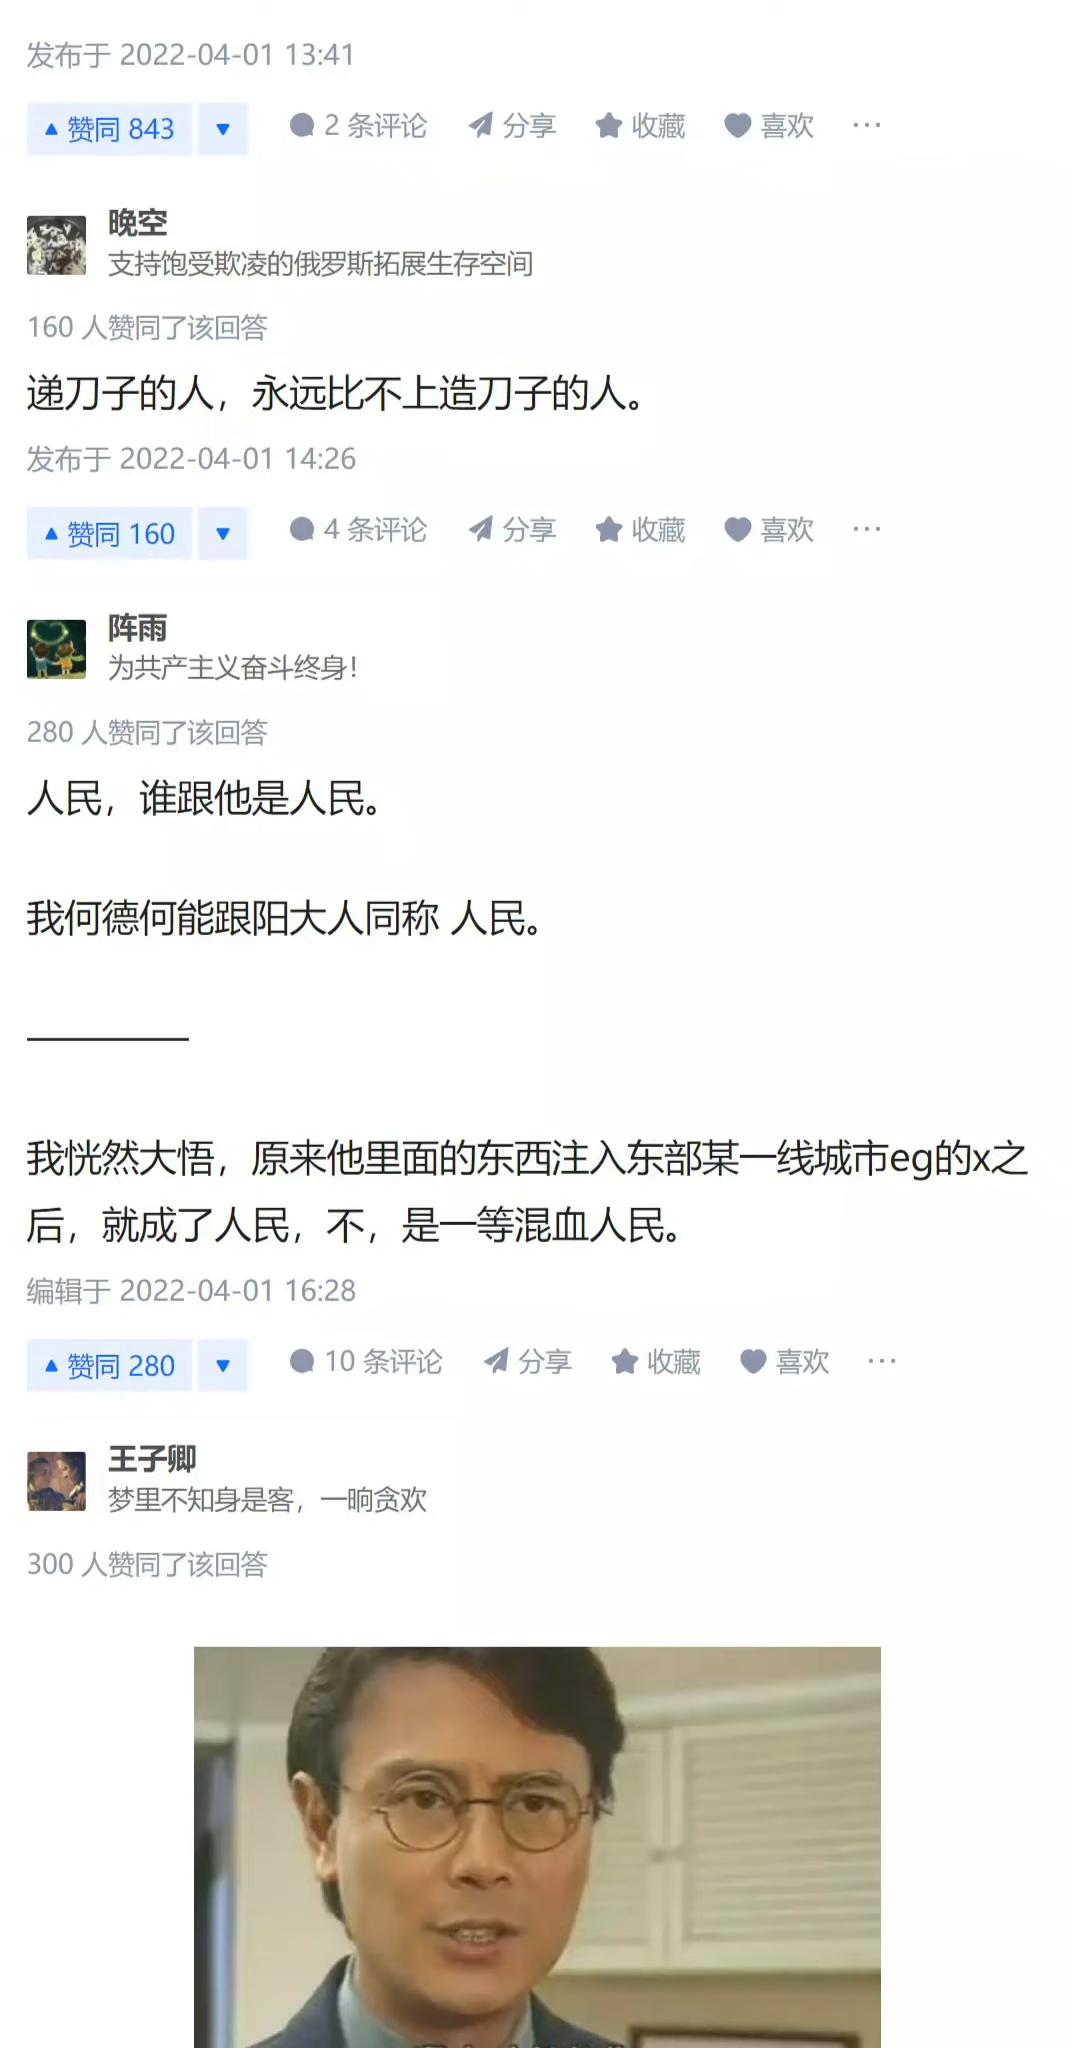 发布于 2022-04-01 13:41
赞同 843
2 条评论
分享
收藏
喜欢
晚空
支持饱受欺凌的俄罗斯拓展生存空间
160 人赞同了该回答
递刀子的人，永远比不上造刀子的人。
发布于 2022-04-01 14:26
赞同 160
4 条评论
分享
收藏
喜欢
阵雨
为共产主义奋斗终身！
280 人赞同了该回答
人民，谁跟他是人民。
我何德何能跟阳大人同称 人民。
我恍然大悟，原来他里面的东西注入东部某一线城市eg的x之
后，就成了人民，不，是一等混血人民。
编辑于 2022-04-01 16:28
赞同 280
10 条评论
分享
收藏
喜欢
王子卿
梦里不知身是客，一晌贪欢
300 人赞同了该回答